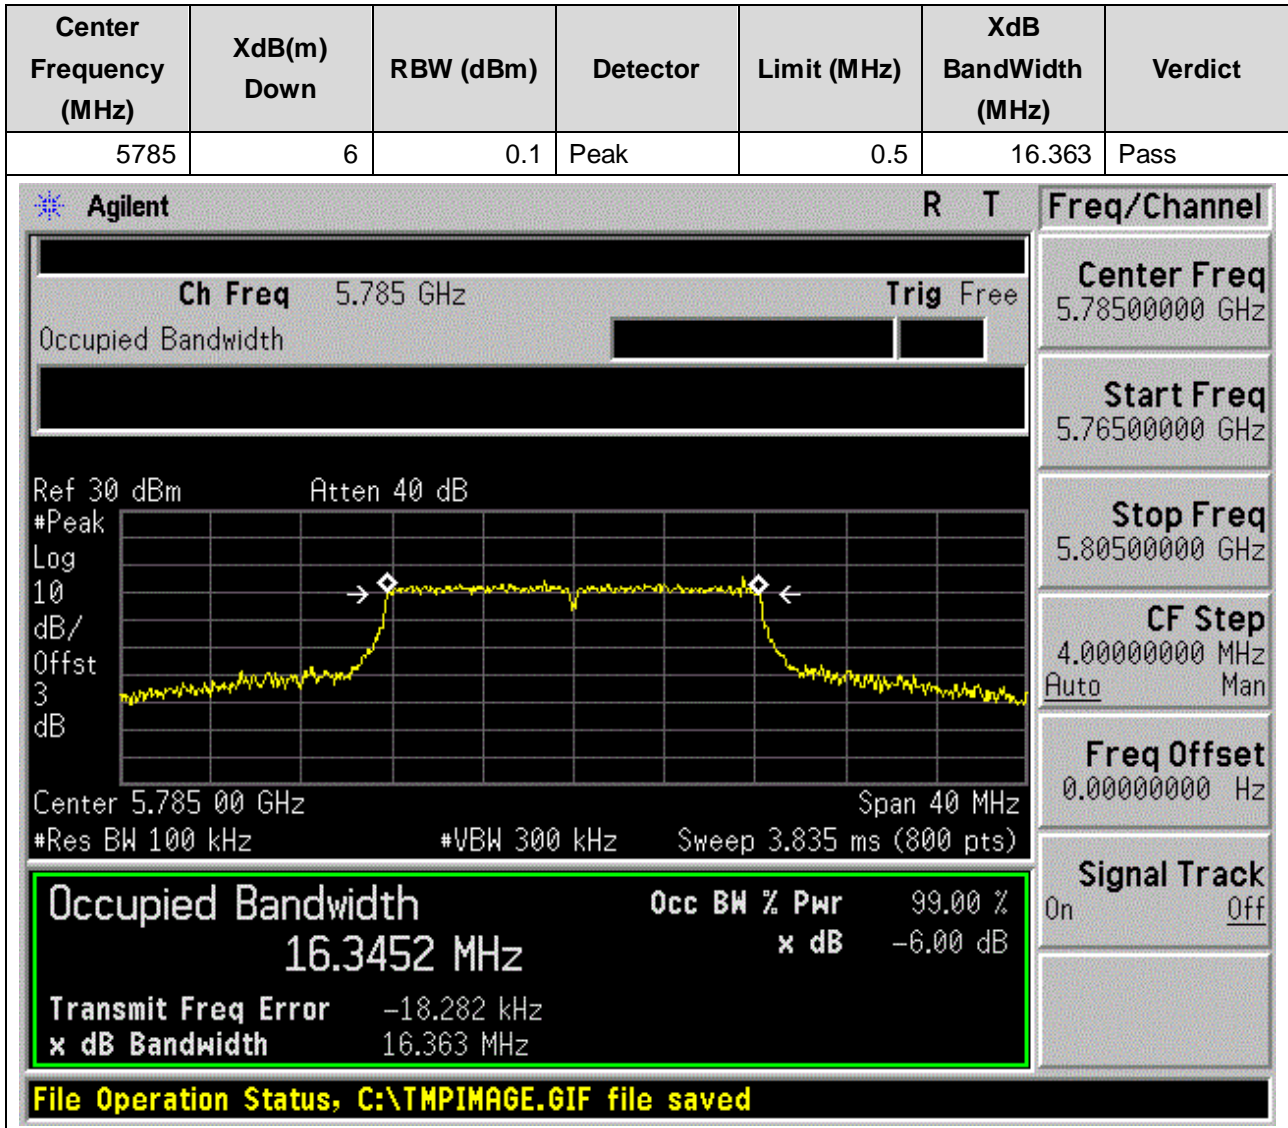 Center Frequency (MHz)
XdB(m) Down
RBW (dBm)
Detector
Limit (MHz)
XdB BandWidth (MHz)
Verdict
5785
6
0.1
Peak
0.5
16.363
Pass
Agilent
R T
Freq/Channel
Ch Freq 5.785 GHz
Trig Free
Occupied Bandwidth
Center Freq
5.78500000 GHz
Start Freq
5.76500000 GHz
Stop Freq
5.80500000 GHz
CF Step
4.00000000 MHz
Auto Man
Freq Offset
0.00000000 Hz
Signal Track
On Off
Ref 30 dBm
Atten 40 dB
#Peak
Log
10
dB/
Offst
3
dB
Center 5.785 00 GHz
Span 40 MHz
#Res BW 100 kHz
#VBW 300 kHz
Sweep 3.835 ms (800 pts)
Occupied Bandwidth
16.3452 MHz
Occ BW % Pwr 99.00 %
x dB -6.00 dB
Transmit Freq Error -18.282 kHz
x dB Bandwidth 16.363 MHz
File Operation Status, C:\TMPIMAGE.GIF file saved